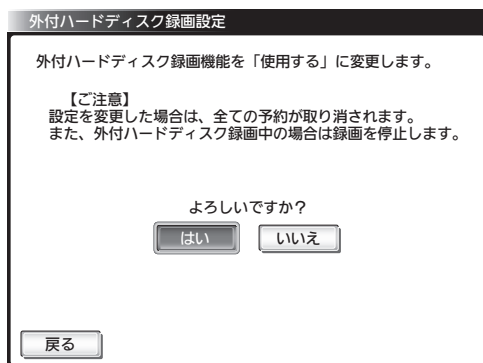 外付ハードディスク録画設定
外付ハードディスク録画機能を「使用する」に変更します。
【ご注意】
設定を変更した場合は、全ての予約が取り消されます。
また、外付ハードディスク録画中の場合は録画を停止します。
よろしいですか？
はい いいえ
戻る